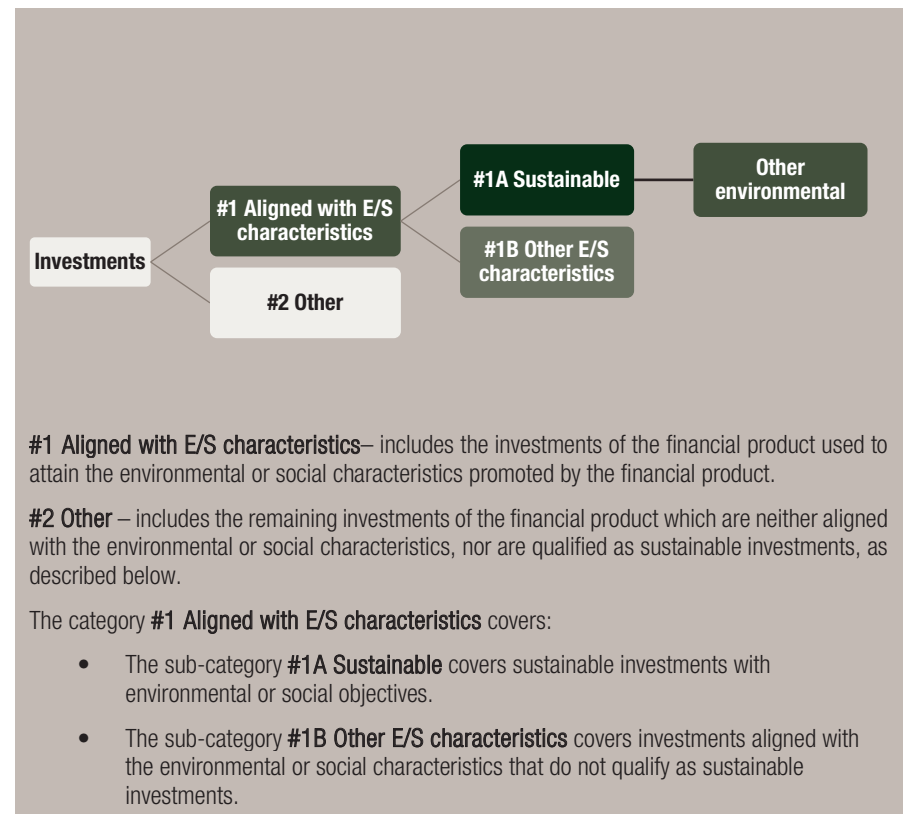 #1A Sustainable
Other
environmental
#1 Aligned with E/S
characteristics
#1B Other E/S
characteristics
Investments
#2 Other
#1 Aligned with E/S characteristics– includes the investments of the financial product used to
attain the environmental or social characteristics promoted by the financial product.
#2 Other – includes the remaining investments of the financial product which are neither aligned
with the environmental or social characteristics, nor are qualified as sustainable investments, as
described below.
The category #1 Aligned with E/S characteristics covers:
• The sub-category #1A Sustainable covers sustainable investments with
environmental or social objectives.
• The sub-category #1B Other E/S characteristics covers investments aligned with
the environmental or social characteristics that do not qualify as sustainable
investments.